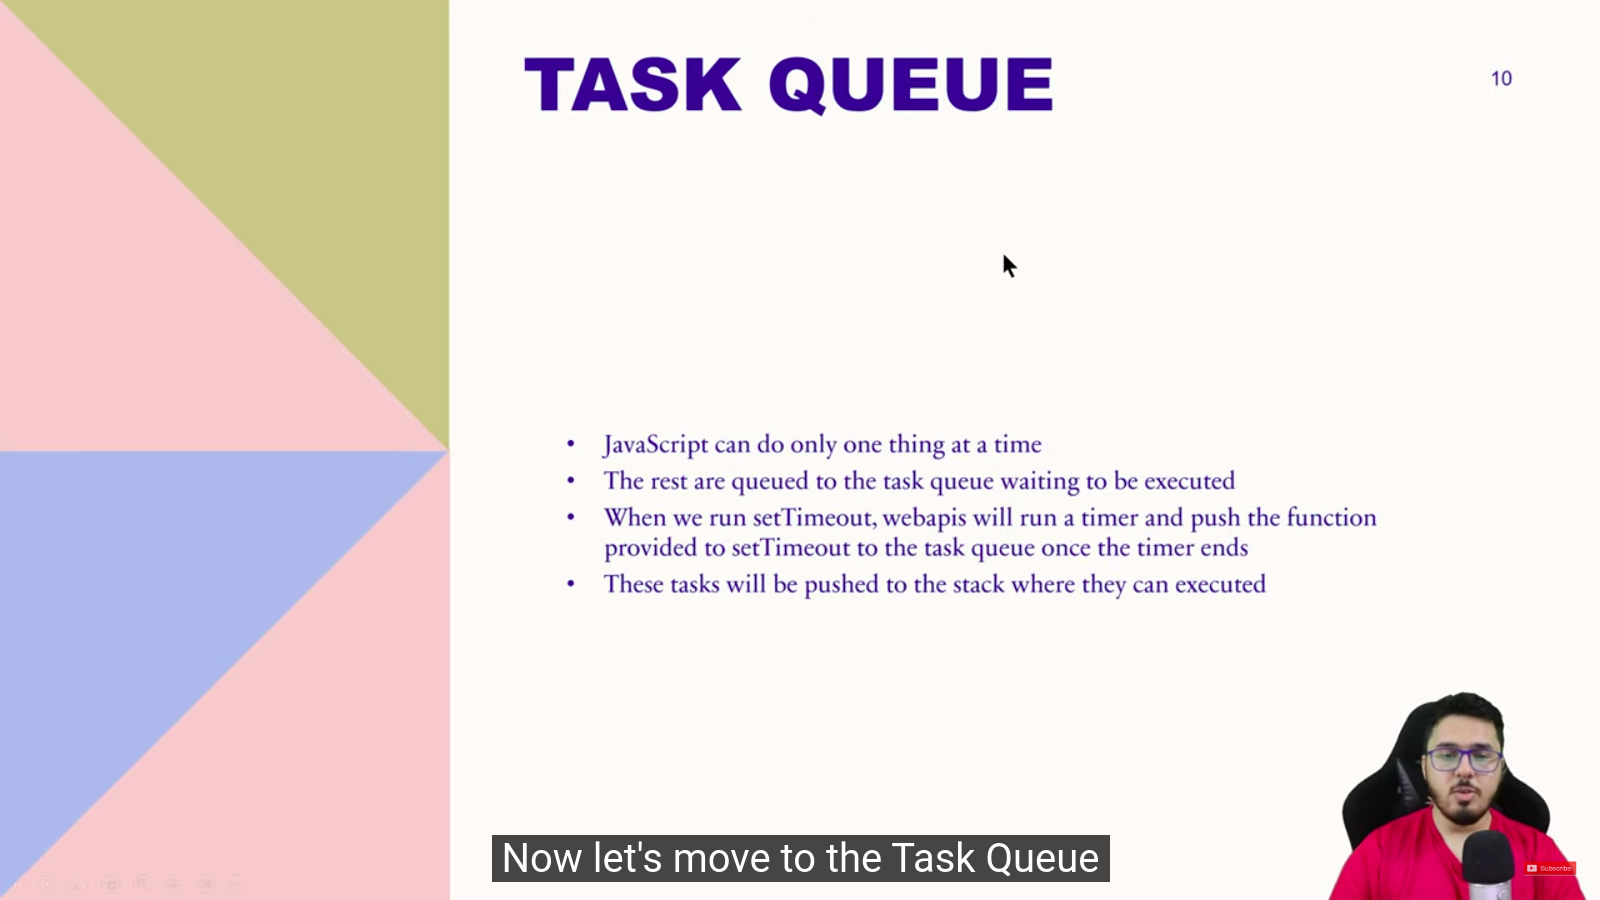 TASK QUEUE
10
• JavaScript can do only one thing at a time
• The rest are queued to the task queue waiting to be executed
• When we run setTimeout, webapis will run a timer and push the function
provided to setTimeout to the task queue once the timer ends
• These tasks will be pushed to the stack where they can executed
Now let's move to the Task Queue
Subscribe